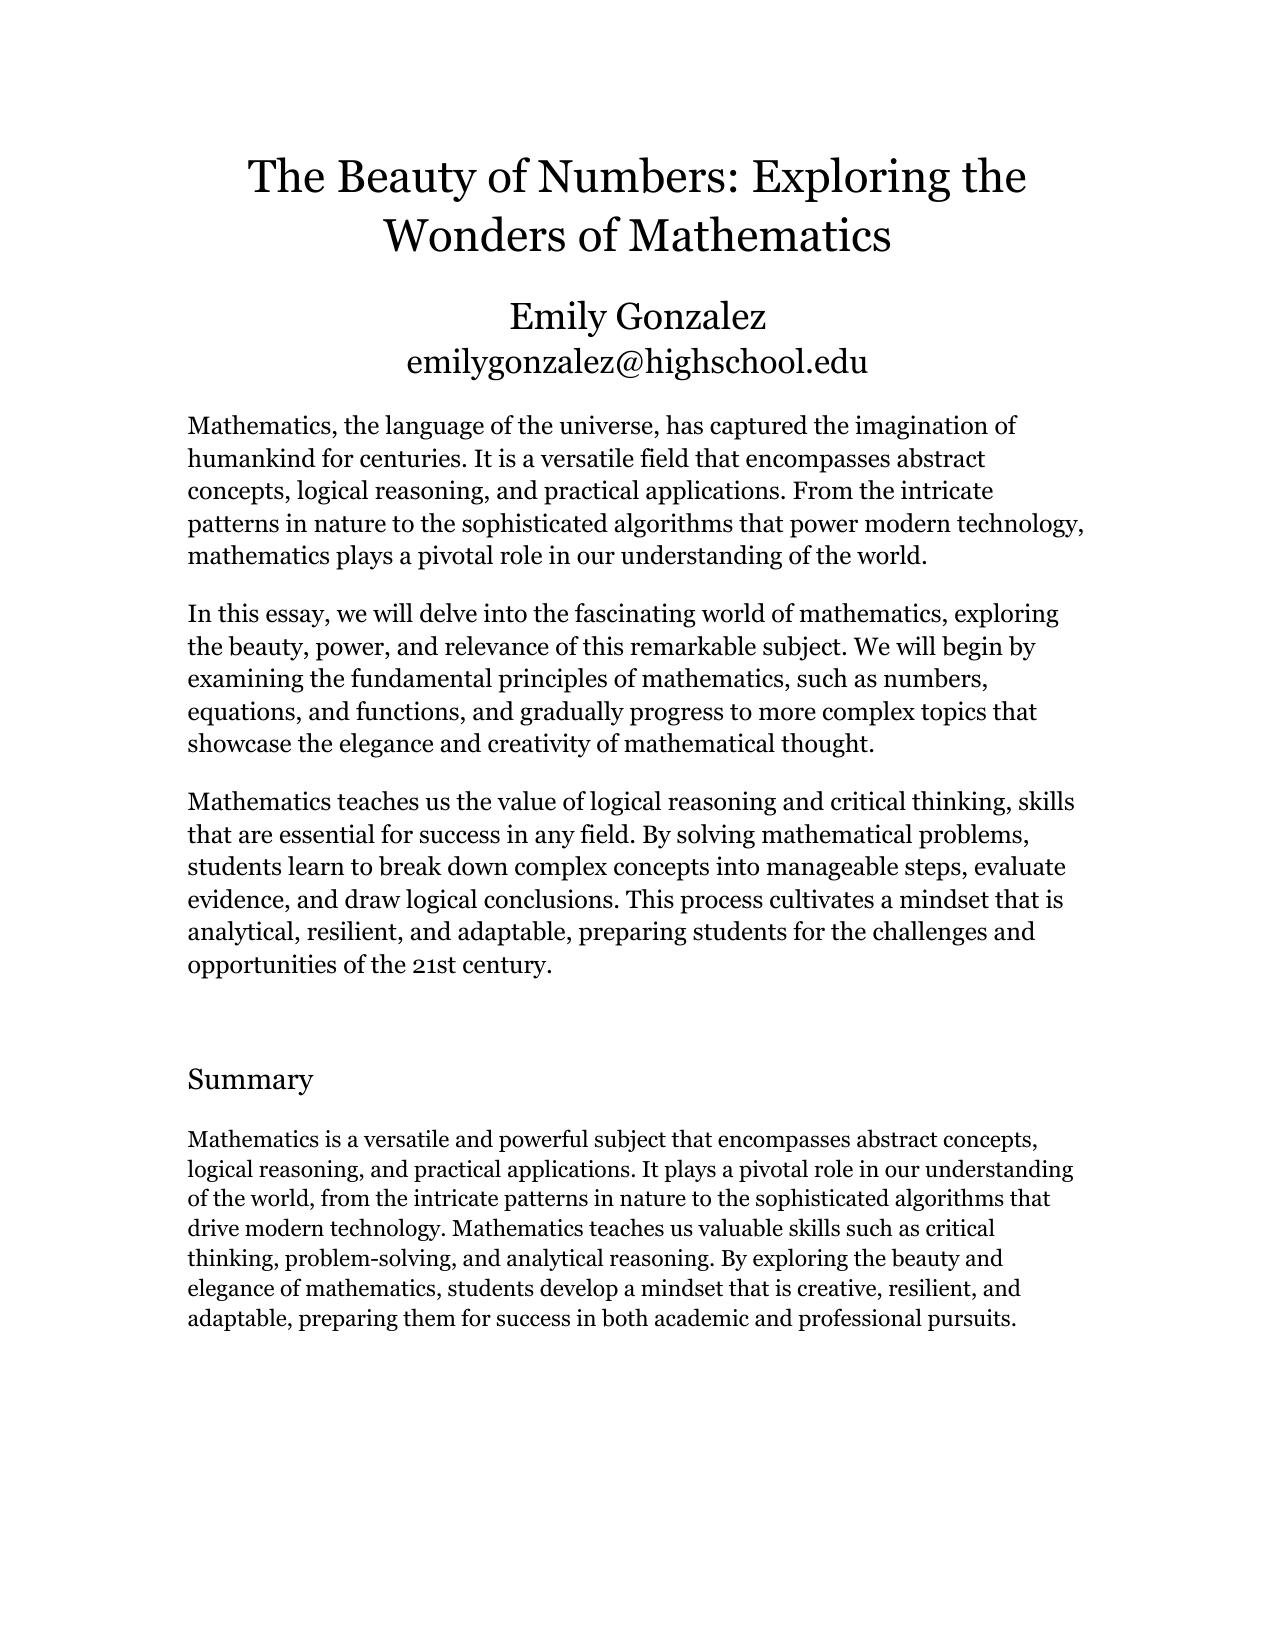 The Beauty of Numbers: Exploring the
Wonders of Mathematics
Emily Gonzalez
emilygonzalez@highschool.edu
Mathematics, the language of the universe, has captured the imagination of
humankind for centuries. It is a versatile field that encompasses abstract
concepts, logical reasoning, and practical applications. From the intricate
patterns in nature to the sophisticated algorithms that power modern technology,
mathematics plays a pivotal role in our understanding of the world.
In this essay, we will delve into the fascinating world of mathematics, exploring
the beauty, power, and relevance of this remarkable subject. We will begin by
examining the fundamental principles of mathematics, such as numbers,
equations, and functions, and gradually progress to more complex topics that
showcase the elegance and creativity of mathematical thought.
Mathematics teaches us the value of logical reasoning and critical thinking, skills
that are essential for success in any field. By solving mathematical problems,
students learn to break down complex concepts into manageable steps, evaluate
evidence, and draw logical conclusions. This process cultivates a mindset that is
analytical, resilient, and adaptable, preparing students for the challenges and
opportunities of the 21st century.
Summary
Mathematics is a versatile and powerful subject that encompasses abstract concepts,
logical reasoning, and practical applications. It plays a pivotal role in our understanding
of the world, from the intricate patterns in nature to the sophisticated algorithms that
drive modern technology. Mathematics teaches us valuable skills such as critical
thinking, problem-solving, and analytical reasoning. By exploring the beauty and
elegance of mathematics, students develop a mindset that is creative, resilient, and
adaptable, preparing them for success in both academic and professional pursuits.